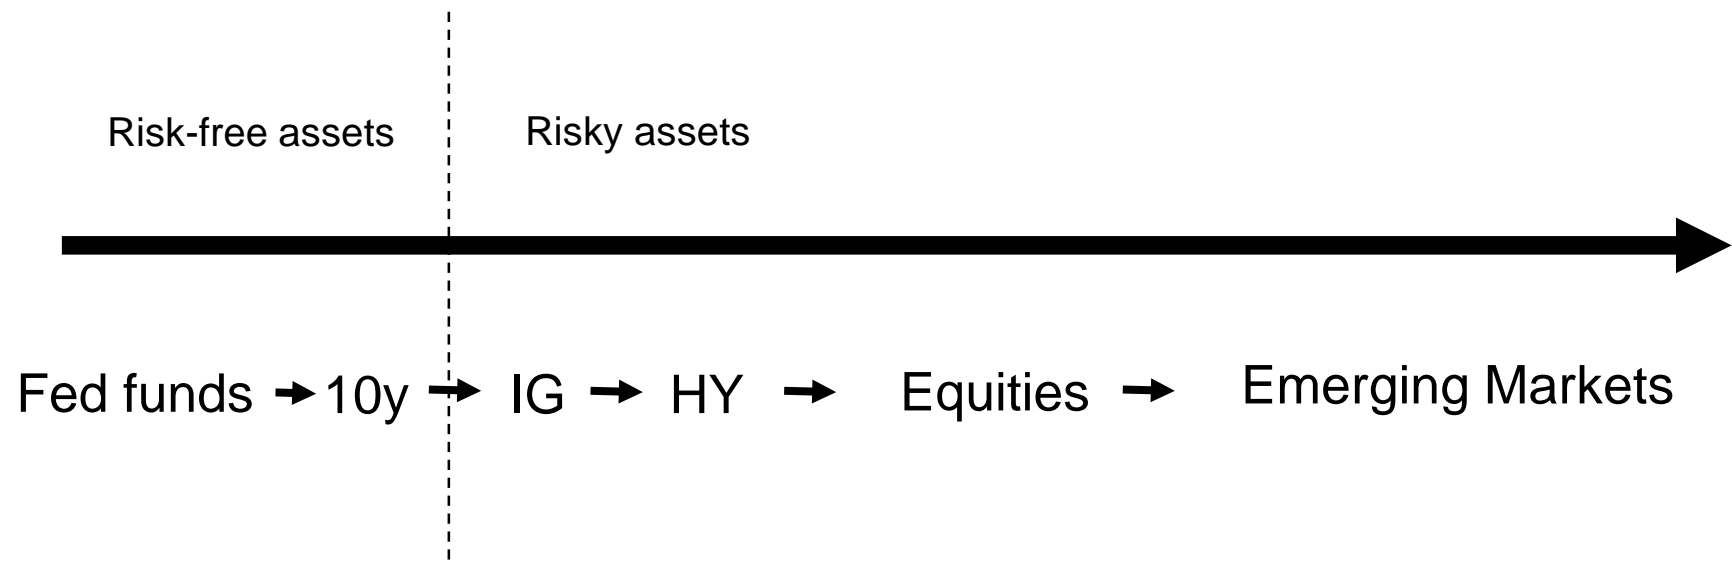 Risk-free assets
Risky assets
Fed funds 10y IG HY Equities Emerging Markets